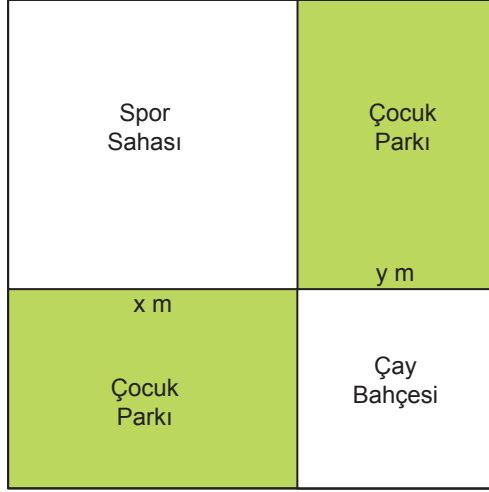 Spor
Sahası
Çocuk
Parkı
y m
x m
Çocuk
Parkı
Çay
Bahçesi